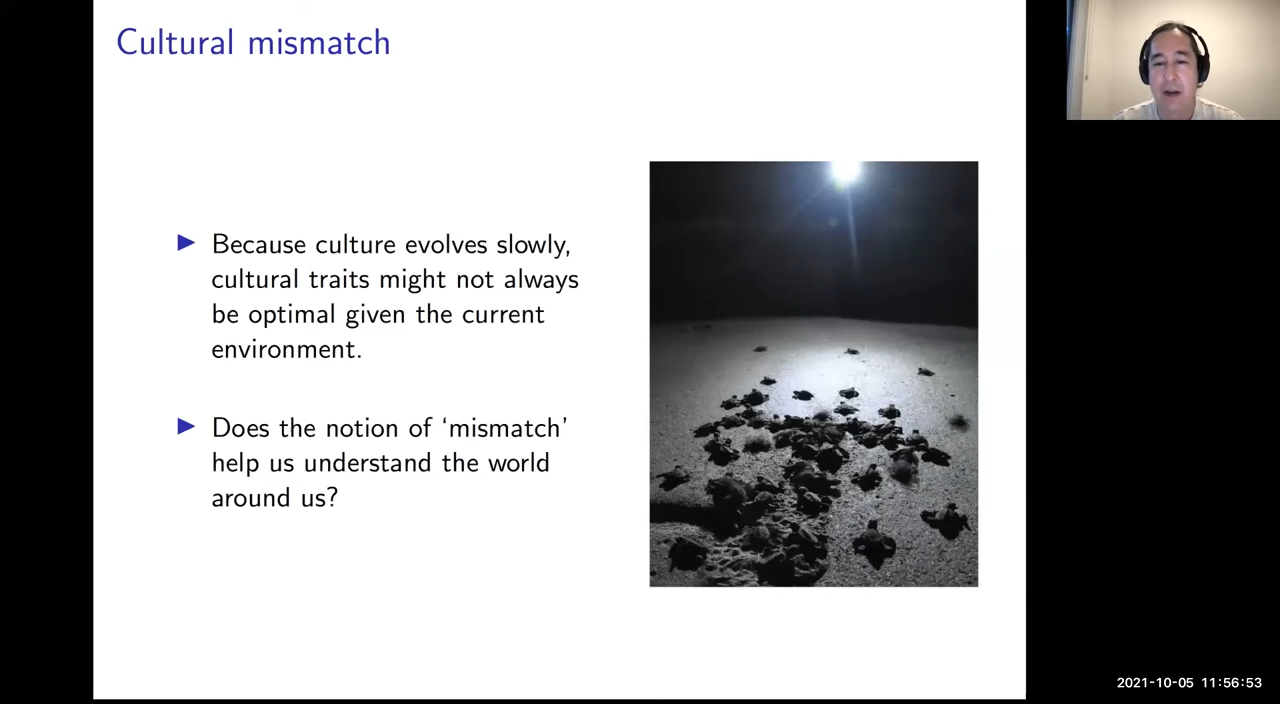 Cultural mismatch
Because culture evolves slowly,
cultural traits might not always
be optimal given the current
environment.
Does the notion of ‘mismatch’
help us understand the world
around us?
2021-10-05 11:56:53